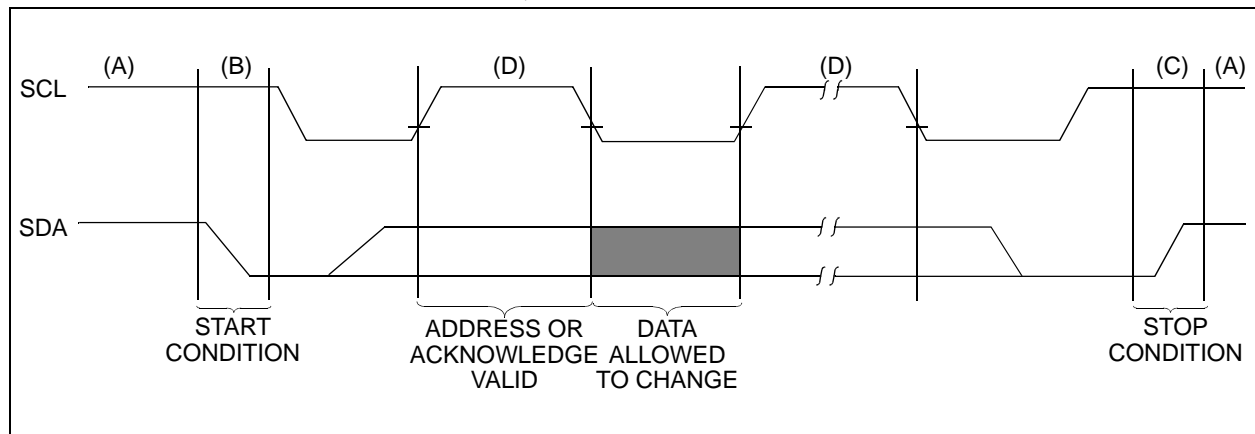 (A) (B) (D) (D) (C) (A)
SCL
SDA
START
CONDITION
ADDRESS OR
ACKNOWLEDGE
VALID
DATA
ALLOWED
TO CHANGE
STOP
CONDITION